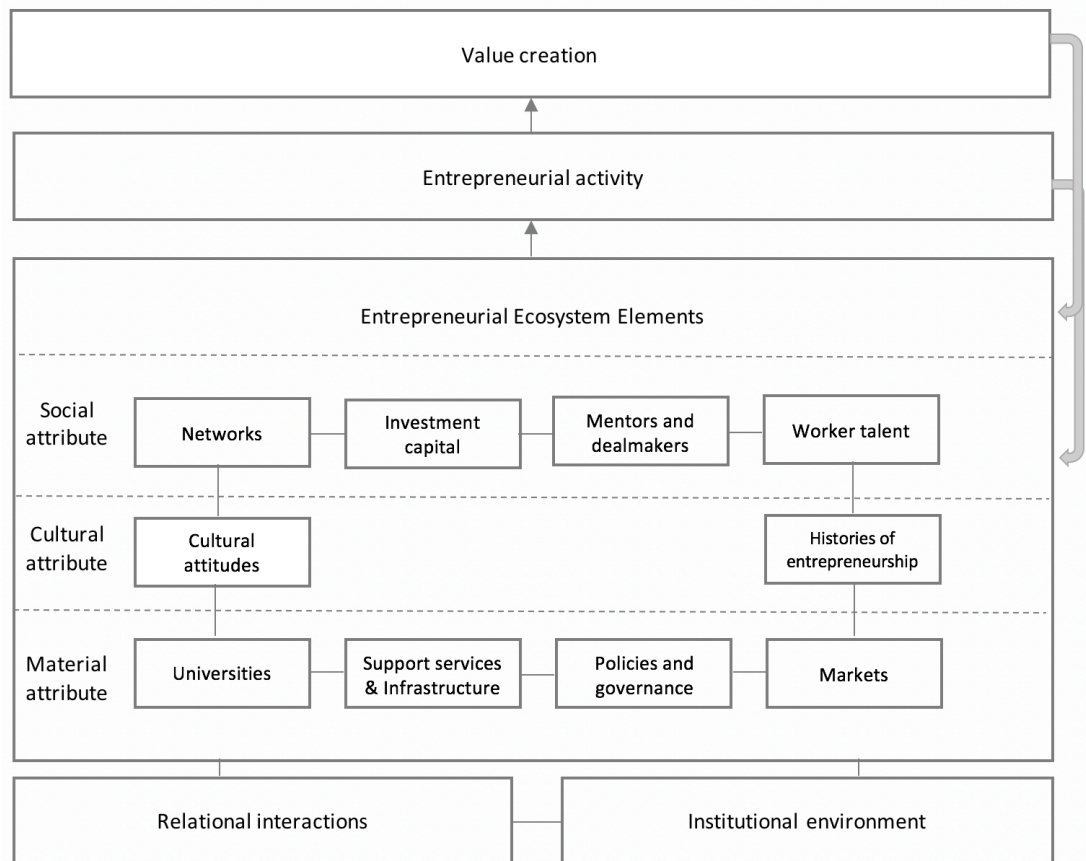 Value creation
Entrepreneurial activity
Entrepreneurial Ecosystem Elements
Social
attribute
Networks
Investment
capital
Mentors and
dealmakers
Worker talent
Cultural
attribute
Cultural
attitudes
Histories of
entrepreneurship
Material
attribute
Universities
Support services
& Infrastructure
Policies and
governance
Markets
Relational interactions
Institutional environment